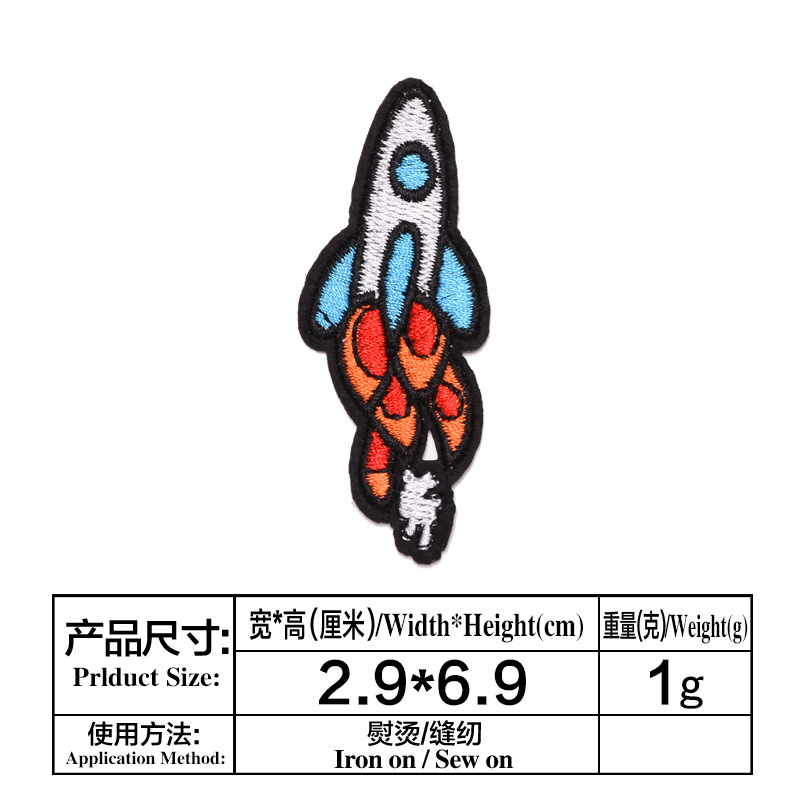 产品尺寸:
Prlduct Size:
宽*高(厘米)/Width*Height(cm)
重量(克)/Weight(g)
2.9*6.9
1g
使用方法:
Application Method:
熨烫/缝纫
Iron on / Sew on